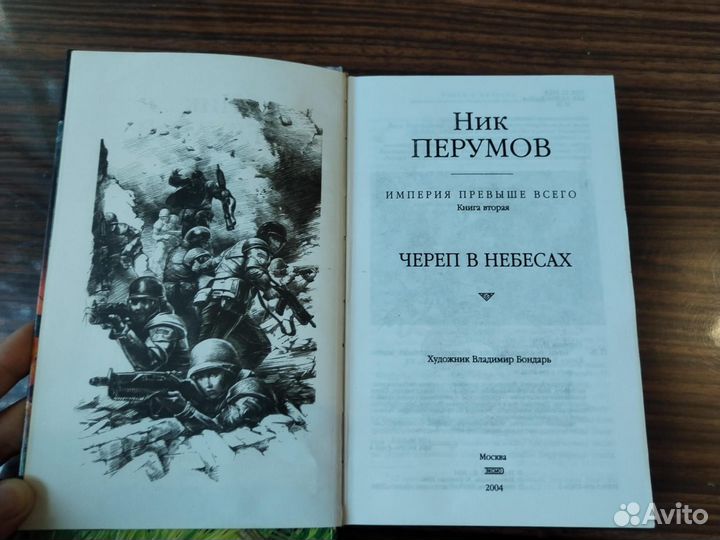 Ник
ПЕРУМОВ
ИМПЕРИЯ ПРЕВЫШЕ ВСЕГО
Книга вторая
ЧЕРЕП В НЕБЕСАХ
Художник Владимир Бондарь
Москва
ЭКСМО
2004
Avito